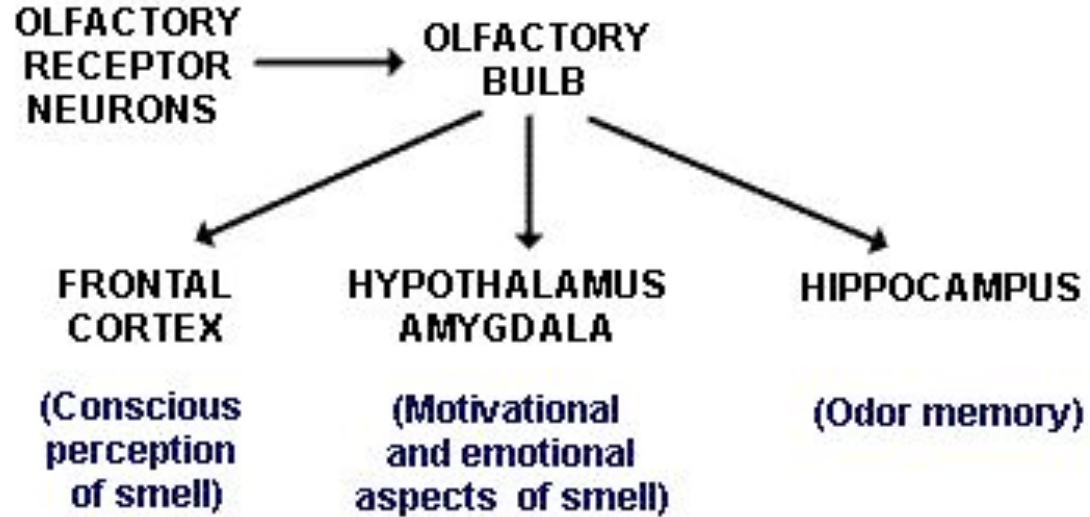 OLFACTORY
RECEPTOR
NEURONS
OLFACTORY
BULB
FRONTAL
CORTEX
(Conscious
perception
of smell)
HYPOTHALAMUS
AMYGDALA
(Motivational
and emotional
aspects of smell)
HIPPOCAMPUS
(Odor memory)